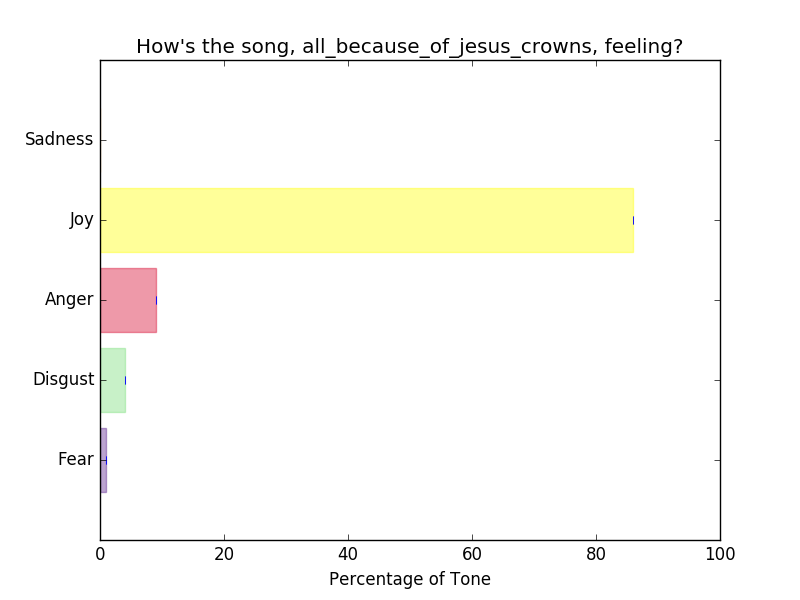 How's the song, all_because_of_jesus_crowns, feeling?
Sadness
Joy
Anger
Disgust
Fear
0 20 40 60 80 100
Percentage of Tone